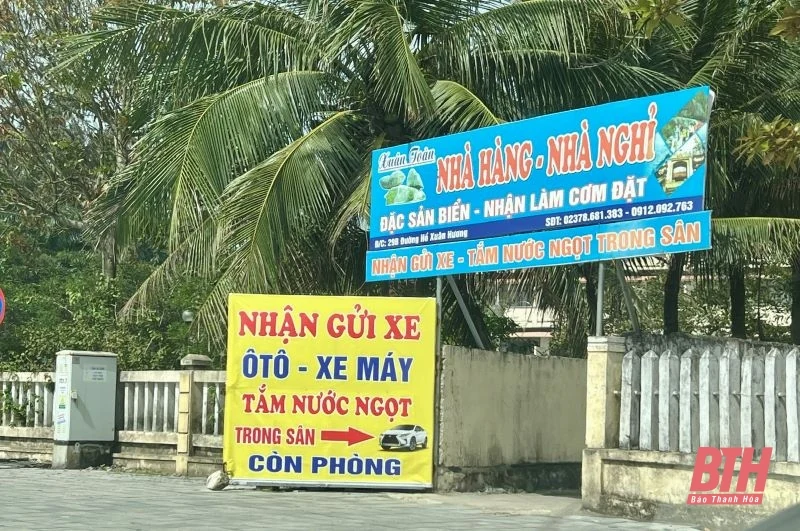 Xuân Toàn
NHÀ HÀNG - NHÀ NGHỈ
ĐẶC SẢN BIỂN - NHẬN LÀM CƠM ĐẶT
Đ/C: 29B Đường Hồ Xuân Hương
SĐT: 02378.681.383 - 0912.092.763
NHẬN GỬI XE - TẮM NƯỚC NGỌT TRONG SÂN
NHẬN GỬI XE
ÔTÔ - XE MÁY
TẮM NƯỚC NGỌT
TRONG SÂN
CÒN PHÒNG
BTH
Báo Thanh Hóa